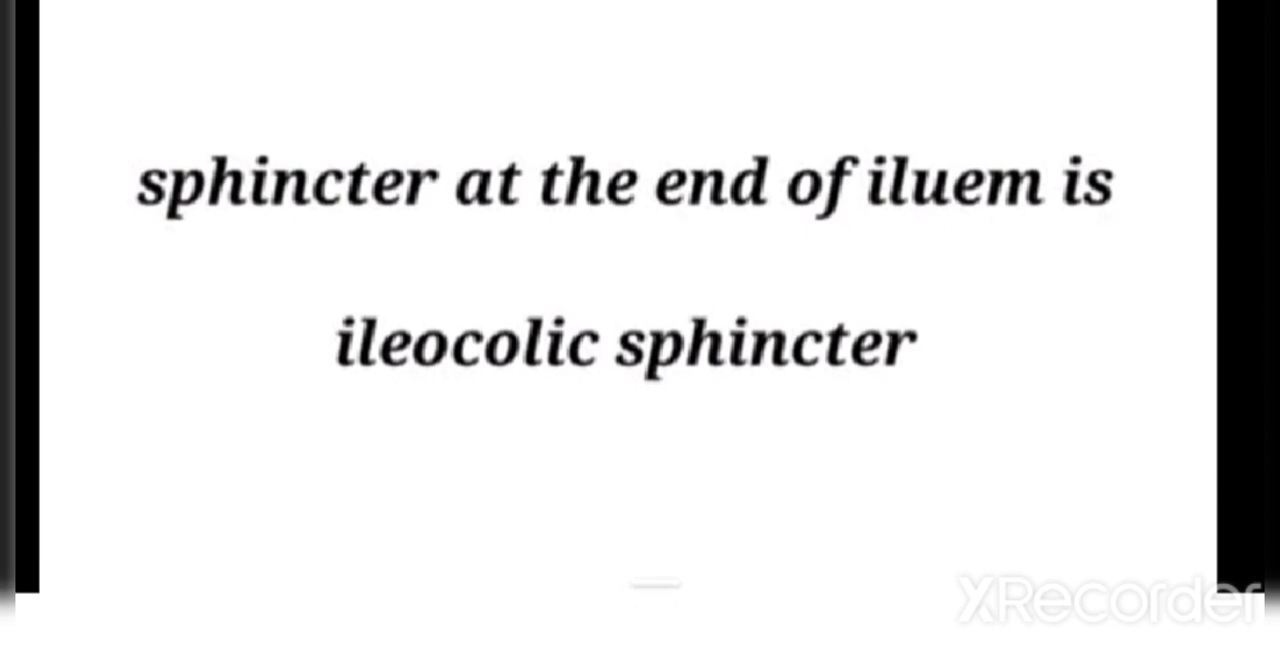 sphincter at the end of iluem is
ileocolic sphincter
XRecorder